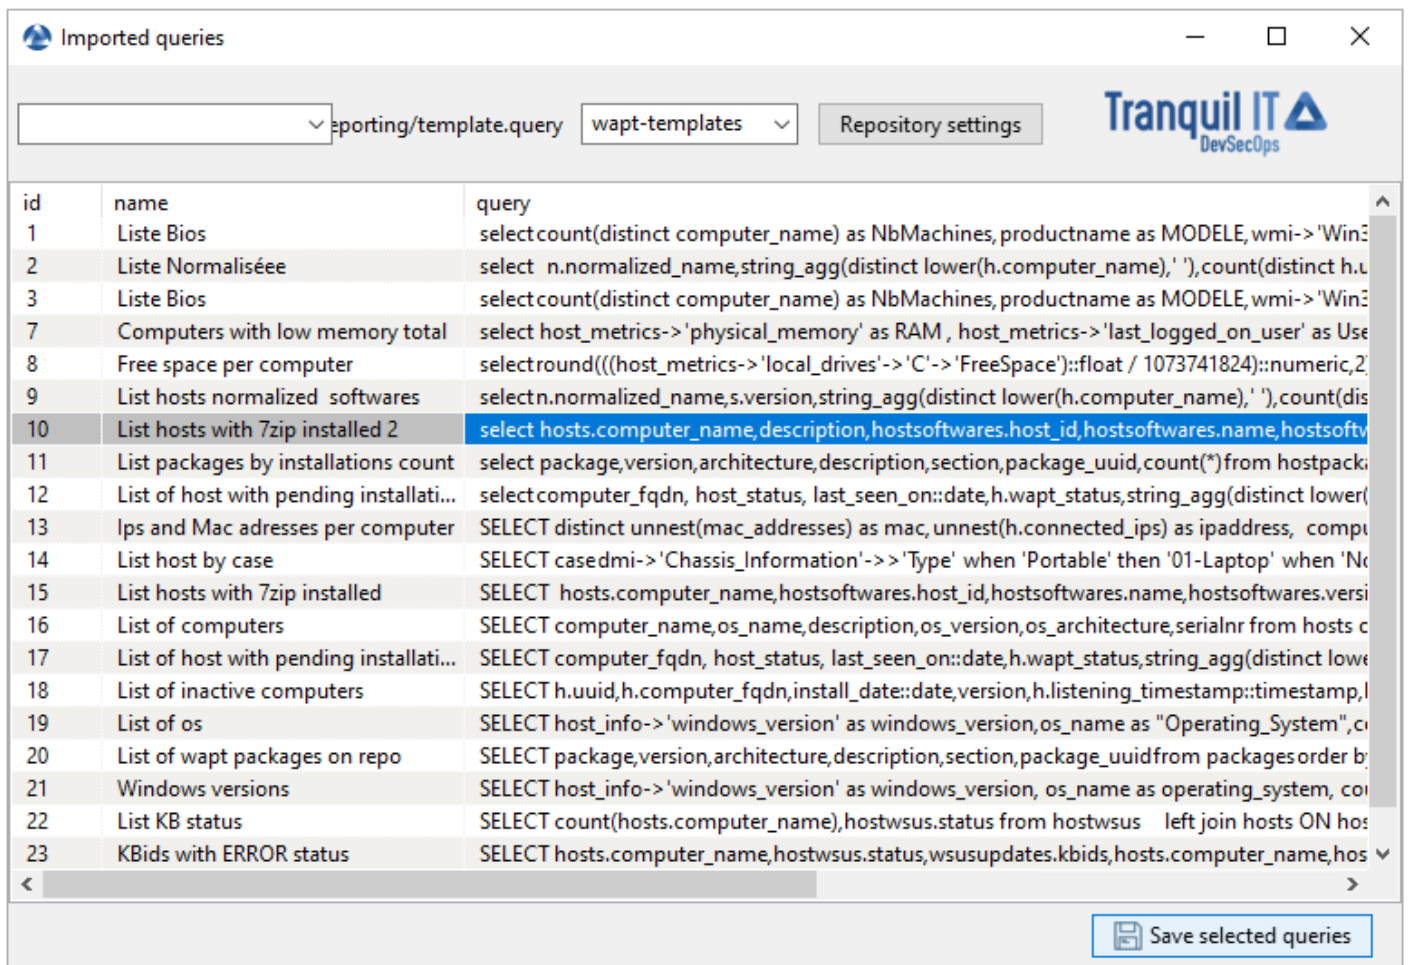 Imported queries
eporting/template.query wapt-templates Repository settings Tranquil IT
DevSecOps
id name query
1 Liste Bios select count(distinct computer_name) as NbMachines, productname as MODELE, wmi->'Win3
2 Liste Normaliséee select n.normalized_name,string_agg(distinct lower(h.computer_name),' '),count(distinct h.u
3 Liste Bios select count(distinct computer_name) as NbMachines, productname as MODELE, wmi->'Win3
7 Computers with low memory total select host_metrics->'physical_memory' as RAM , host_metrics->'last_logged_on_user' as Use
8 Free space per computer select round(((host_metrics->'local_drives'->'C'->'FreeSpace')::float / 1073741824)::numeric,2)
9 List hosts normalized softwares select n.normalized_name,s.version,string_agg(distinct lower(h.computer_name),' '),count(dis
10 List hosts with 7zip installed 2 select hosts.computer_name,description,hostsoftwares.host_id,hostsoftwares.name,hostsoftw
11 List packages by installations count select package,version,architecture,description,section,package_uuid,count(*) from hostpacka
12 List of host with pending installati... select computer_fqdn, host_status, last_seen_on::date,h.wapt_status,string_agg(distinct lower(
13 Ips and Mac adresses per computer SELECT distinct unnest(mac_addresses) as mac, unnest(h.connected_ips) as ipaddress, compu
14 List host by case SELECT case dmi->'Chassis_Information'->>'Type' when 'Portable' then '01-Laptop' when 'No
15 List hosts with 7zip installed SELECT hosts.computer_name,hostsoftwares.host_id,hostsoftwares.name,hostsoftwares.versi
16 List of computers SELECT computer_name,os_name,description,os_version,os_architecture,serialnr from hosts o
17 List of host with pending installati... SELECT computer_fqdn, host_status, last_seen_on::date,h.wapt_status,string_agg(distinct lowe
18 List of inactive computers SELECT h.uuid,h.computer_fqdn,install_date::date,version,h.listening_timestamp::timestamp,
19 List of os SELECT host_info->'windows_version' as windows_version,os_name as "Operating_System",c
20 List of wapt packages on repo SELECT package,version,architecture,description,section,package_uuid from packages order b
21 Windows versions SELECT host_info->'windows_version' as windows_version, os_name as operating_system, cou
22 List KB status SELECT count(hosts.computer_name),hostwsus.status from hostwsus left join hosts ON hos
23 KBids with ERROR status SELECT hosts.computer_name,hostwsus.status,wsusupdates.kbids,hosts.computer_name,hos
Save selected queries